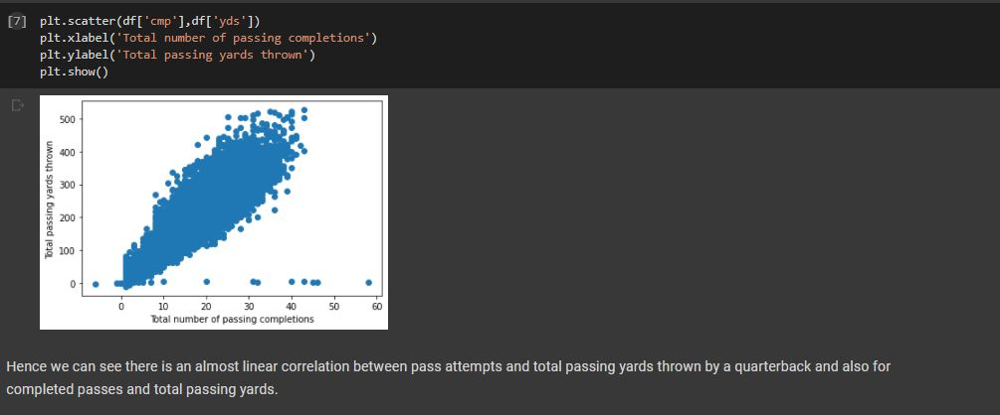 [7] plt.scatter(df['cmp'],df['yds'])
plt.xlabel('Total number of passing completions')
plt.ylabel('Total passing yards thrown')
plt.show()
500
400
300
200
100
0
Total passing yards thrown
0 10 20 30 40 50 60
Total number of passing completions
Hence we can see there is an almost linear correlation between pass attempts and total passing yards thrown by a quarterback and also for
completed passes and total passing yards.